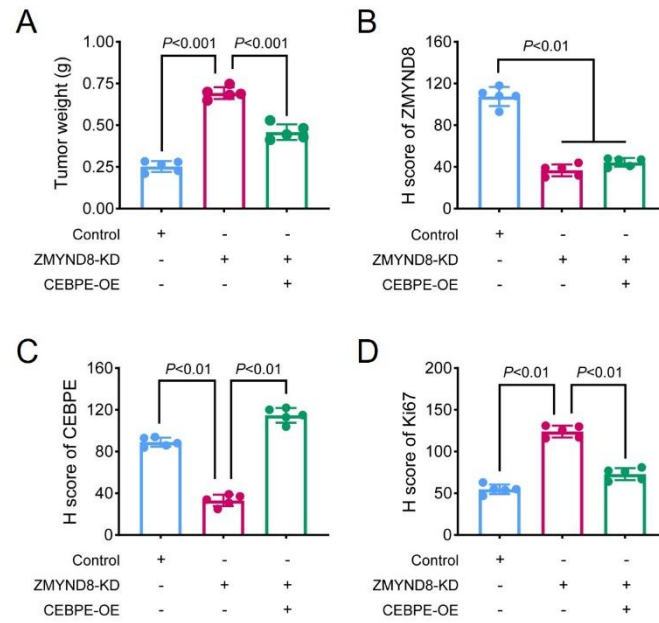 A
P<0.001 P<0.001
Tumor weight (g)
1.00
0.75
0.50
0.25
0.00
Control + - -
ZMYND8-KD - + +
CEBPE-OE - - +
B
P<0.01
H score of ZMYND8
160
120
80
40
0
Control + - -
ZMYND8-KD - + +
CEBPE-OE - - +
C
P<0.01 P<0.01
H score of CEBPE
160
120
80
40
0
Control + - -
ZMYND8-KD - + +
CEBPE-OE - - +
D
P<0.01 P<0.01
H score of Ki67
200
150
100
50
0
Control + - -
ZMYND8-KD - + +
CEBPE-OE - - +